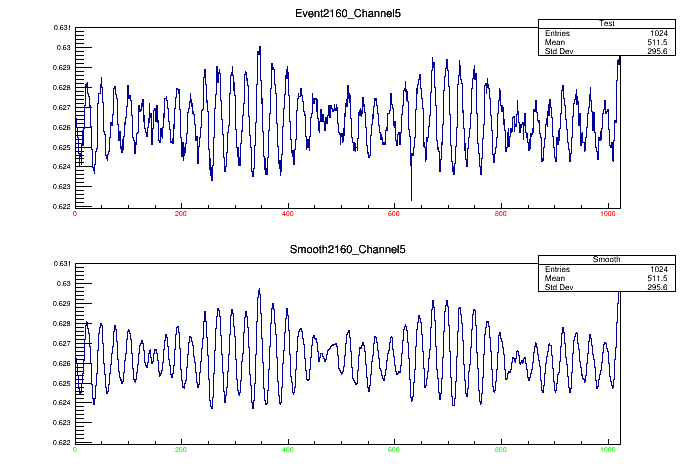 Event2160_Channel5
Test
Entries 1024
Mean 511.5
Std Dev 295.6
0.631
0.63
0.629
0.628
0.627
0.626
0.625
0.624
0.623
0.622
0 200 400 600 800 1000
Smooth2160_Channel5
Smooth
Entries 1024
Mean 511.5
Std Dev 295.6
0.631
0.63
0.629
0.628
0.627
0.626
0.625
0.624
0.623
0.622
0 200 400 600 800 1000